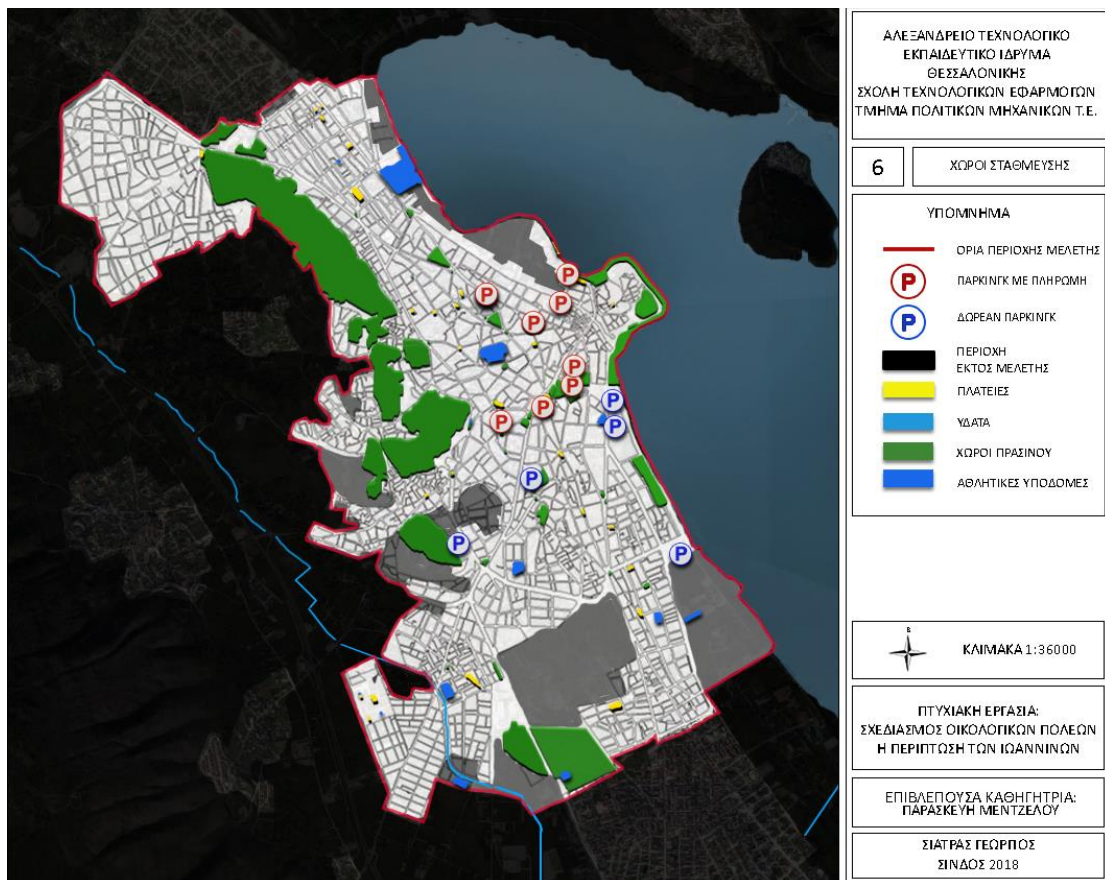 ΑΛΕΞΑΝΔΡΕΙΟ ΤΕΧΝΟΛΟΓΙΚΟ
ΕΚΠΑΙΔΕΥΤΙΚΟ ΙΔΡΥΜΑ
ΘΕΣΣΑΛΟΝΙΚΗΣ
ΣΧΟΛΗ ΤΕΧΝΟΛΟΓΙΚΩΝ ΕΦΑΡΜΟΓΩΝ
ΤΜΗΜΑ ΠΟΛΙΤΙΚΩΝ ΜΗΧΑΝΙΚΩΝ Τ.Ε.
6
ΧΩΡΟΙ ΣΤΑΘΜΕΥΣΗΣ
ΥΠΟΜΝΗΜΑ
ΟΡΙΑ ΠΕΡΙΟΧΗΣ ΜΕΛΕΤΗΣ
P ΠΑΡΚΙΝΓΚ ΜΕ ΠΛΗΡΩΜΗ
P ΔΩΡΕΑΝ ΠΑΡΚΙΝΓΚ
ΠΕΡΙΟΧΗ
ΕΚΤΟΣ ΜΕΛΕΤΗΣ
ΠΛΑΤΕΙΕΣ
ΥΔΑΤΑ
ΧΩΡΟΙ ΠΡΑΣΙΝΟΥ
ΑΘΛΗΤΙΚΕΣ ΥΠΟΔΟΜΕΣ
Β
ΚΛΙΜΑΚΑ 1:36000
ΠΤΥΧΙΑΚΗ ΕΡΓΑΣΙΑ:
ΣΧΕΔΙΑΣΜΟΣ ΟΙΚΟΛΟΓΙΚΩΝ ΠΟΛΕΩΝ
Η ΠΕΡΙΠΤΩΣΗ ΤΩΝ ΙΩΑΝΝΙΝΩΝ
ΕΠΙΒΛΕΠΟΥΣΑ ΚΑΘΗΓΗΤΡΙΑ:
ΠΑΡΑΣΚΕΥΗ ΜΕΝΤΖΕΛΟΥ
ΣΙΑΤΡΑΣ ΓΕΩΡΓΙΟΣ
ΣΙΝΔΟΣ 2018
P
P
P
P
P
P
P
P
P
P
P
P
P